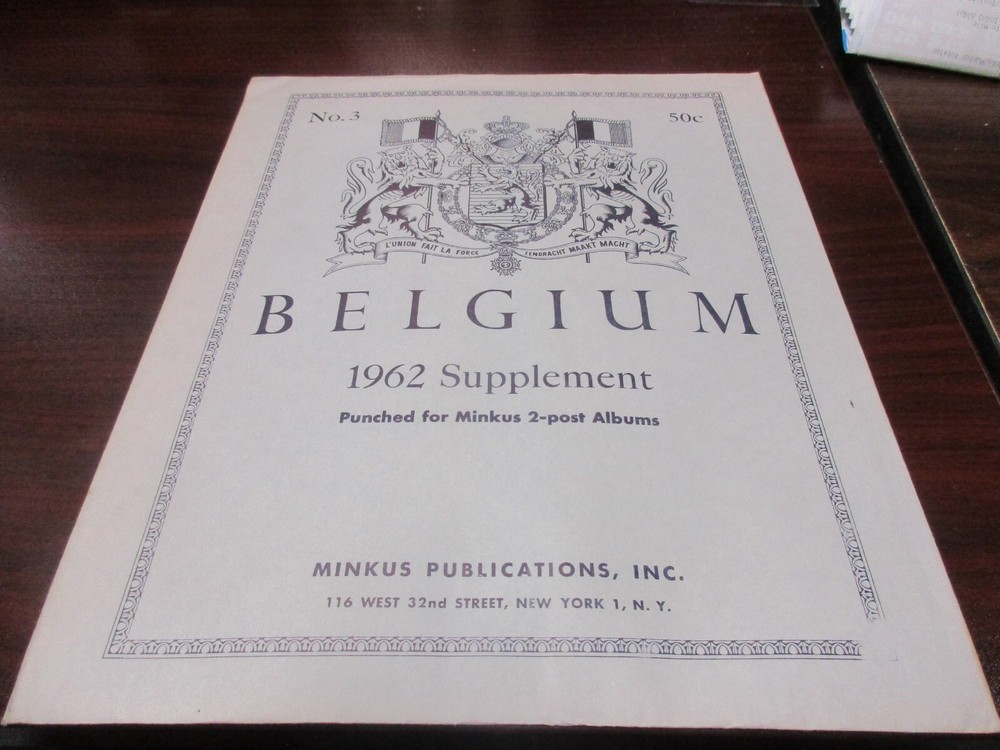 No. 3
50c
L'UNION FAIT LA FORCE
EENDRACHT MAAKT MACHT
BELGIUM
1962 Supplement
Punched for Minkus 2-post Albums
MINKUS PUBLICATIONS, INC.
116 WEST 32nd STREET, NEW YORK 1, N. Y.